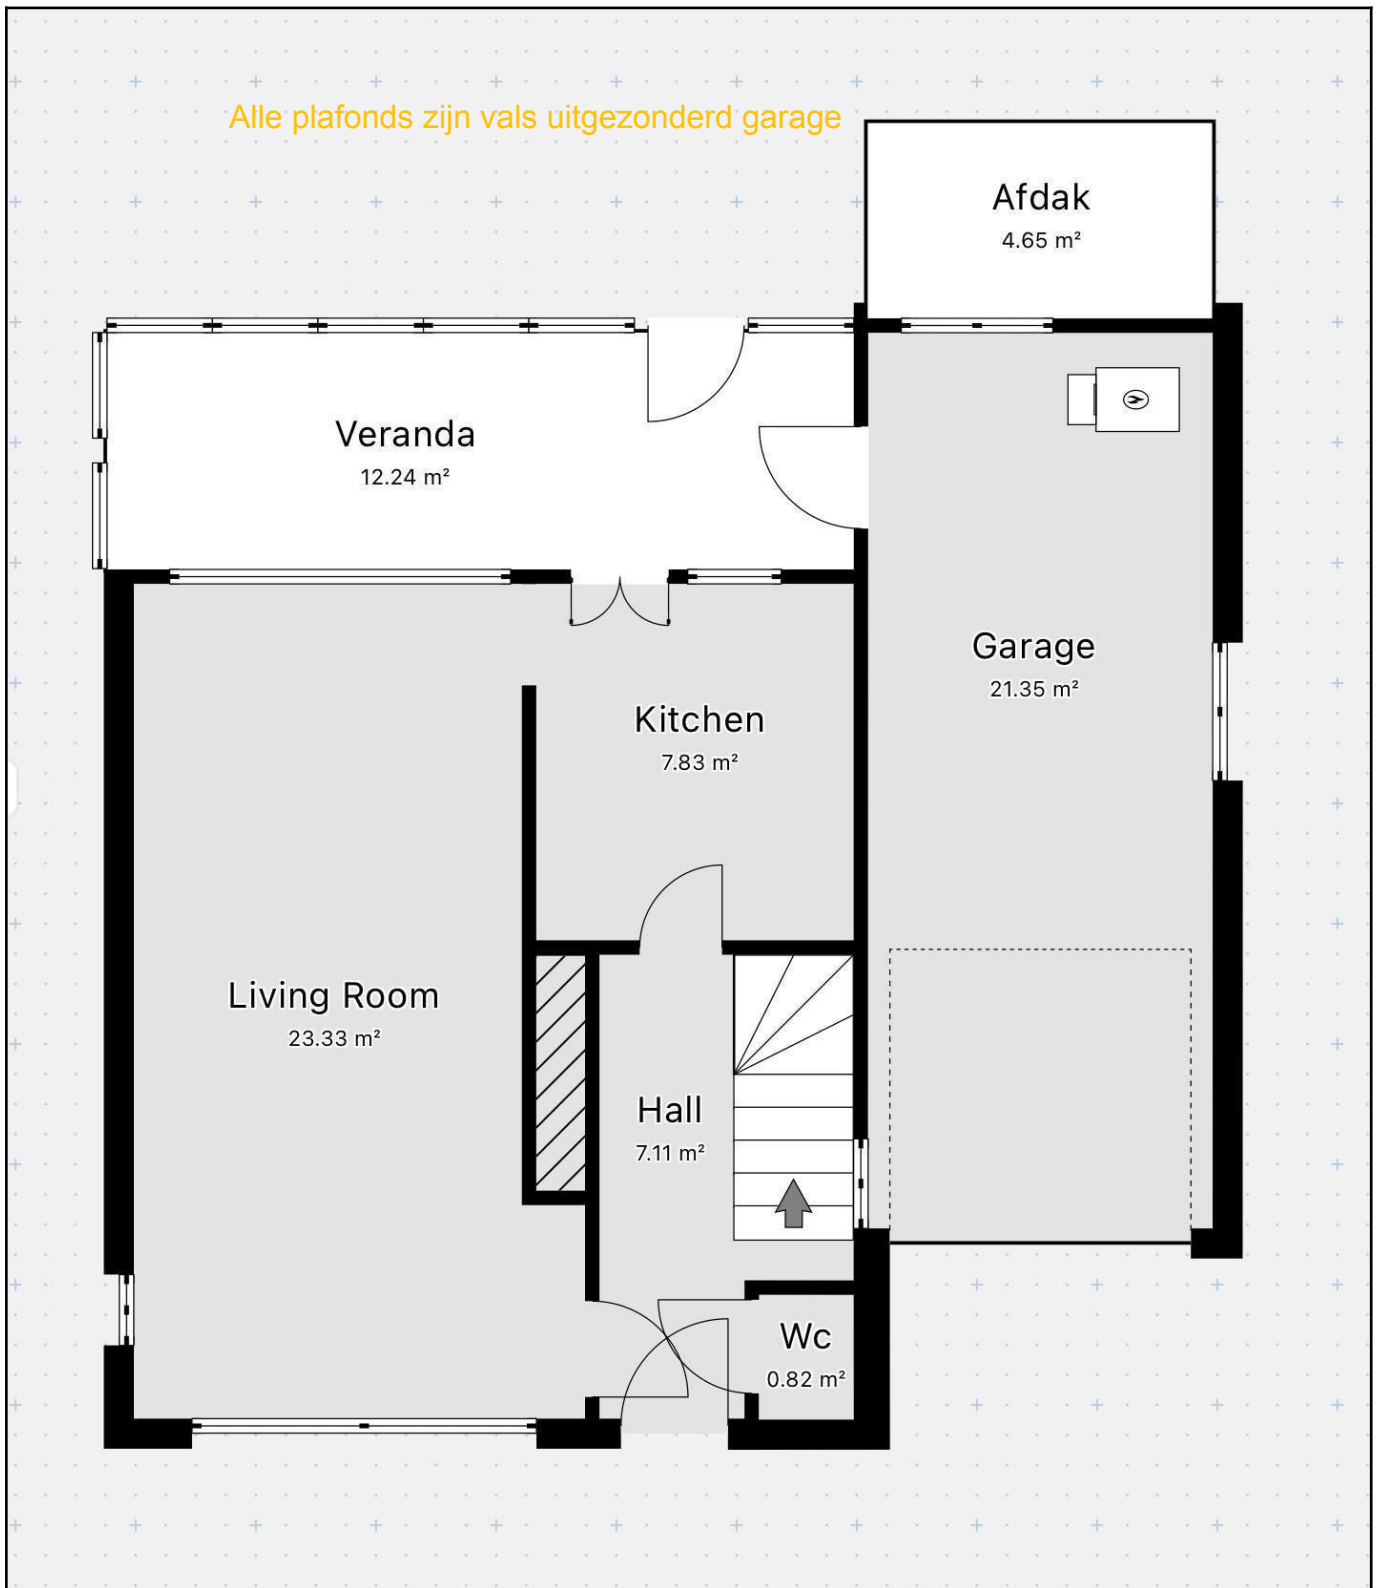 Alle plafonds zijn vals uitgezonderd garage
Afdak
4.65 m²
Veranda
12.24 m²
Garage
21.35 m²
Kitchen
7.83 m²
Living Room
23.33 m²
Hall
7.11 m²
Wc
0.82 m²